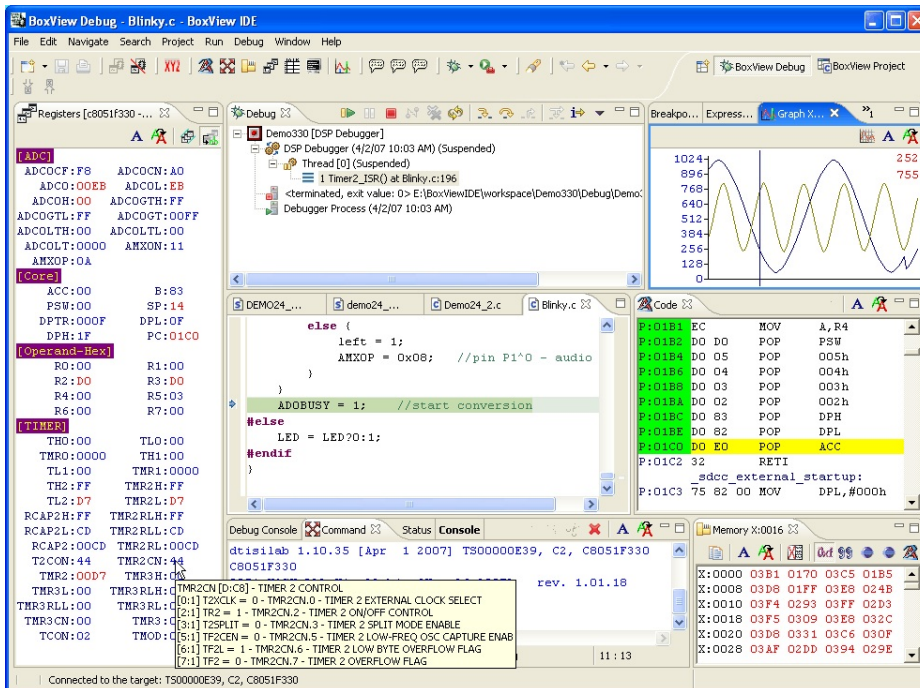 BoxView Debug - Blinky.c - BoxView IDE
File Edit Navigate Search Project Run Debug Window Help
XYZ
BoxView Debug BoxView Project
Registers [c8051f330 -...
[ADC]
ADC0CF:F8 ADC0CN:A0
ADC0:00EB ADC0L:EB
ADC0H:00 ADC0GTH:FF
ADC0GTL:FF ADC0GT:00FF
ADC0LTH:00 ADC0LTL:00
ADC0LT:0000 AMX0N:11
AMX0P:0A
[Core]
ACC:00 B:83
PSW:00 SP:14
DPTR:000F DPL:0F
DPH:1F PC:01C0
[Operand-Hex]
R0:00 R1:00
R2:D0 R3:D0
R4:00 R5:03
R6:00 R7:00
[TIMER]
TH0:00 TL0:00
TMR0:0000 TH1:00
TL1:00 TMR1:0000
TH2:FF TMR2H:FF
TL2:D7 TMR2L:D7
RCAP2H:FF TMR2RLH:FF
RCAP2L:CD TMR2RLL:CD
RCAP2:00CD TMR2RL:00CD
T2CON:44 TMR2CN:44
TMR2:00D7 TMR3H:0
TMR3L:00 TMR3RLH:
TMR3RLL:00 TMR3RL:
TMR3CN:00 TMR3:
TCON:02 TMOD:
Debug
Demo330 [DSP Debugger]
DSP Debugger (4/2/07 10:03 AM) (Suspended)
Thread [0] (Suspended)
1 Timer2_ISR() at Blinky.c:196
<terminated, exit value: 0> E:\BoxViewIDE\workspace\Demo330\Debug\Demo:
Debugger Process (4/2/07 10:03 AM)
Breakpo... Express... Graph X... 1
252
755
1024
896
768
640
512
384
256
128
0
DEMO24_... demo24_... Demo24_2.c Blinky.c
else {
left = 1;
AMX0P = 0x08; //pin P1^0 - audio
}
}
AD0BUSY = 1; //start conversion
#else
LED = LED?0:1;
#endif
}
Code
P:01B1 EC MOV A,R4
P:01B2 D0 D0 POP PSW
P:01B4 D0 05 POP 005h
P:01B6 D0 04 POP 004h
P:01B8 D0 03 POP 003h
P:01BA D0 02 POP 002h
P:01BC D0 83 POP DPH
P:01BE D0 82 POP DPL
P:01C0 D0 E0 POP ACC
P:01C2 32 RETI
_sdcc_external_startup:
P:01C3 75 82 00 MOV DPL,#000h
Debug Console Command Status Console
dtisilab 1.10.35 [Apr 1 2007] TS00000E39, C2, C8051F330
C8051F330
rev. 1.01.18
TMR2CN [D:C8] - TIMER 2 CONTROL
[0:1] T2XCLK = 0 - TMR2CN.0 - TIMER 2 EXTERNAL CLOCK SELECT
[2:1] TR2 = 1 - TMR2CN.2 - TIMER 2 ON/OFF CONTROL
[3:1] T2SPLIT = 0 - TMR2CN.3 - TIMER 2 SPLIT MODE ENABLE
[5:1] TF2CEN = 0 - TMR2CN.5 - TIMER 2 LOW-FREQ OSC CAPTURE ENAB
[6:1] TF2L = 1 - TMR2CN.6 - TIMER 2 LOW BYTE OVERFLOW FLAG
[7:1] TF2 = 0 - TMR2CN.7 - TIMER 2 OVERFLOW FLAG
11 : 13
Memory X:0016
X:0000 03B1 0170 03C5 01B5
X:0008 03D8 01FF 03E8 024B
X:0010 03F4 0293 03FF 02D3
X:0018 03F5 0309 03E8 032C
X:0020 03D8 0331 03C6 030F
X:0028 03AF 02DD 0394 029E
Connected to the target: TS00000E39, C2, C8051F330